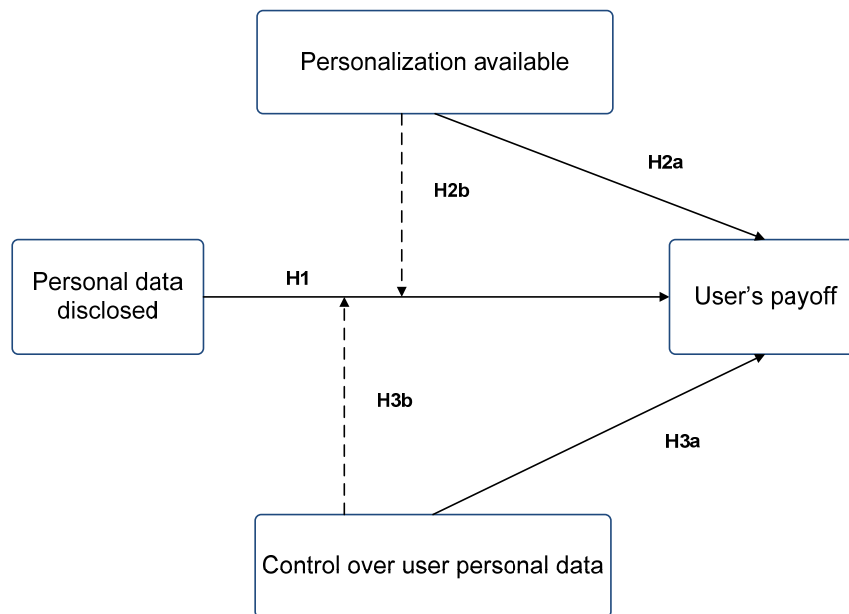 Personalization available
H2a
H2b
Personal data
disclosed
H1
User’s payoff
H3b
H3a
Control over user personal data